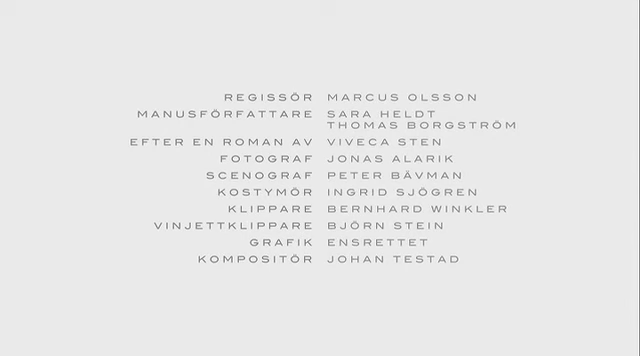 REGISSÖR MARCUS OLSSON
MANUSFÖRFATTARE SARA HELDT
THOMAS BORGSTRÖM
EFTER EN ROMAN AV VIVECA STEN
FOTOGRAF JONAS ALARIK
SCENOGRAF PETER BÄVMAN
KOSTYMÖR INGRID SJÖGREN
KLIPPARE BERNHARD WINKLER
VINJETTKLIPPARE BJÖRN STEIN
GRAFIK ENSRETTET
KOMPOSITÖR JOHAN TESTAD